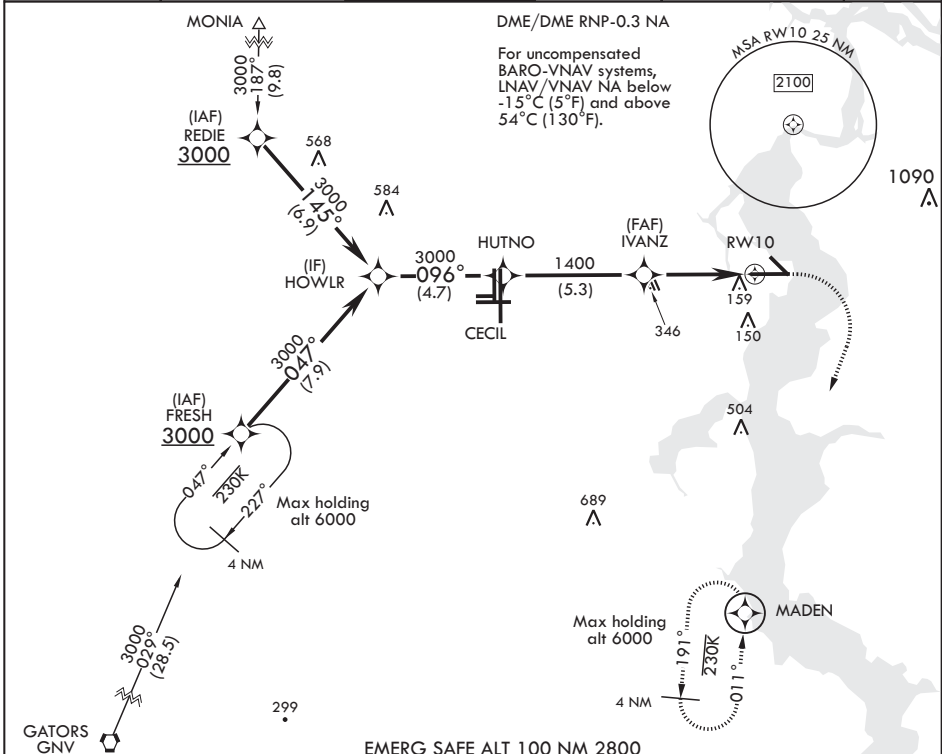 MONIA
3000
187°
(9.8)
DME/DME RNP-0.3 NA
For uncompensated
BARO-VNAV systems,
LNAV/VNAV NA below
-15°C (5°F) and above
54°C (130°F).
MSA RW10 25 NM
2100
(IAF)
REDIE
3000
568
584
1090
3000
145°
(6.9)
(IF)
HOWLR
3000
096°
(4.7)
HUTNO
CECIL
1400
(5.3)
(FAF)
IVANZ
346
RW10
159
150
3000
047°
(7.9)
(IAF)
FRESH
3000
504
047°
230K
227°
Max holding
alt 6000
4 NM
689
3000
029°
(28.5)
MADEN
Max holding
alt 6000
191°
230K
011°
4 NM
299
GATORS
GNV
EMERG SAFE ALT 100 NM 2800